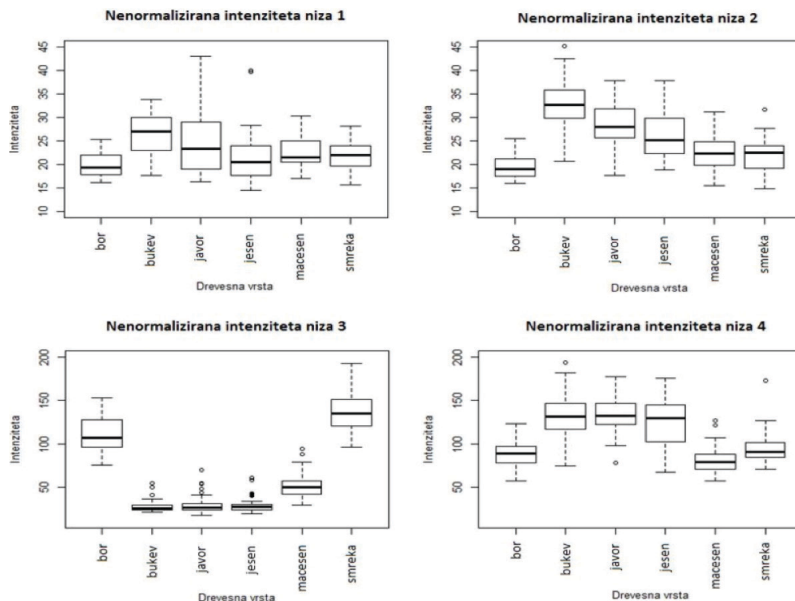 Nenormalizirana intenziteta niza 1
Intenziteta
45
40
35
30
25
20
15
10
bor
bukev
javor
jesen
macesen
smreka
Drevesna vrsta
Nenormalizirana intenziteta niza 2
Intenziteta
45
40
35
30
25
20
15
10
bor
bukev
javor
jesen
macesen
smreka
Drevesna vrsta
Nenormalizirana intenziteta niza 3
Intenziteta
200
150
100
50
bor
bukev
javor
jesen
macesen
smreka
Drevesna vrsta
Nenormalizirana intenziteta niza 4
Intenziteta
200
150
100
50
bor
bukev
javor
jesen
macesen
smreka
Drevesna vrsta